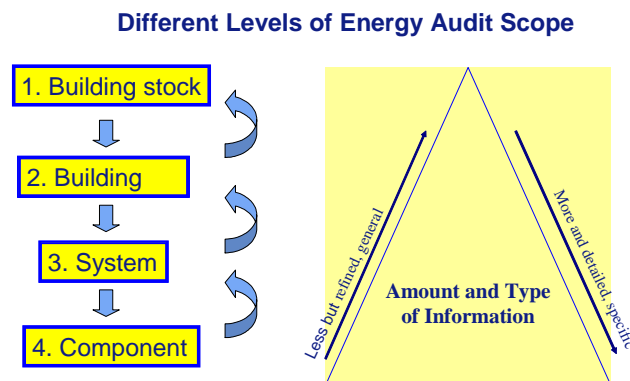 Different Levels of Energy Audit Scope
1. Building stock
2. Building
3. System
4. Component
Less but refined, general
More and detailed, specific
Amount and Type
of Information